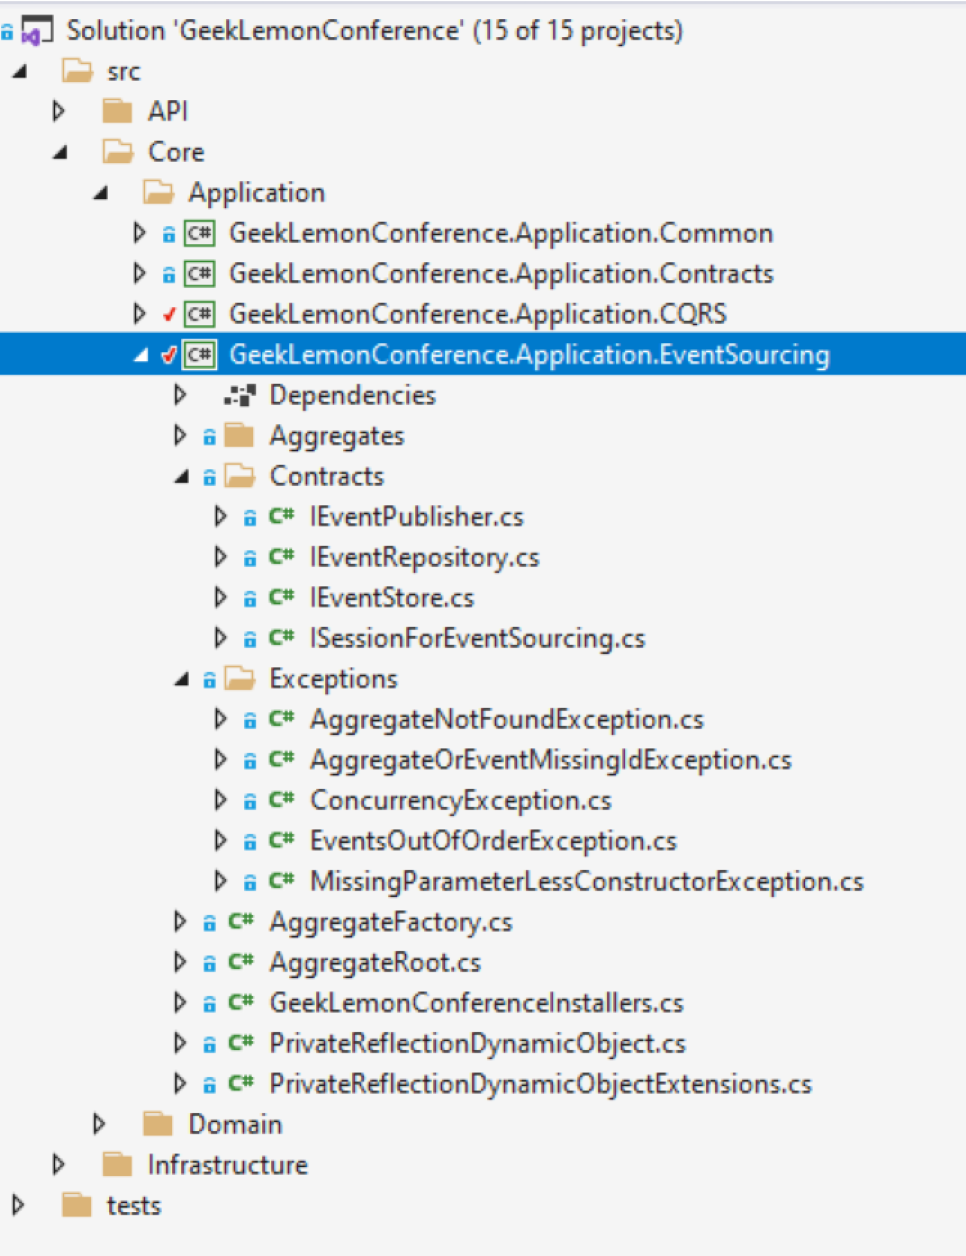 Solution 'GeekLemonConference' (15 of 15 projects)
src
API
Core
Application
C# GeekLemonConference.Application.Common
C# GeekLemonConference.Application.Contracts
C# GeekLemonConference.Application.CQRS
C# GeekLemonConference.Application.EventSourcing
Dependencies
Aggregates
Contracts
C# IEventPublisher.cs
C# IEventRepository.cs
C# IEventStore.cs
C# ISessionForEventSourcing.cs
Exceptions
C# AggregateNotFoundException.cs
C# AggregateOrEventMissingIdException.cs
C# ConcurrencyException.cs
C# EventsOutOfOrderException.cs
C# MissingParameterLessConstructorException.cs
C# AggregateFactory.cs
C# AggregateRoot.cs
C# GeekLemonConferenceInstallers.cs
C# PrivateReflectionDynamicObject.cs
C# PrivateReflectionDynamicObjectExtensions.cs
Domain
Infrastructure
tests